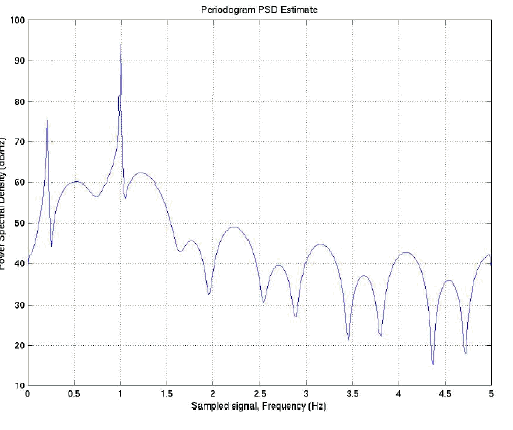 Periodogram PSD Estimate
100
90
80
70
60
50
40
30
20
10
Power Spectral Density (db/Hz)
0 0.5 1 1.5 2 2.5 3 3.5 4 4.5 5
Sampled signal, Frequency (Hz)